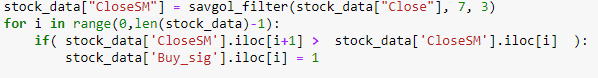 stock_data["CloseSM"] = savgol_filter(stock_data["Close"], 7, 3)
for i in range(0,len(stock_data)-1):
    if( stock_data['CloseSM'].iloc[i+1] >  stock_data['CloseSM'].iloc[i]  ):
        stock_data['Buy_sig'].iloc[i] = 1